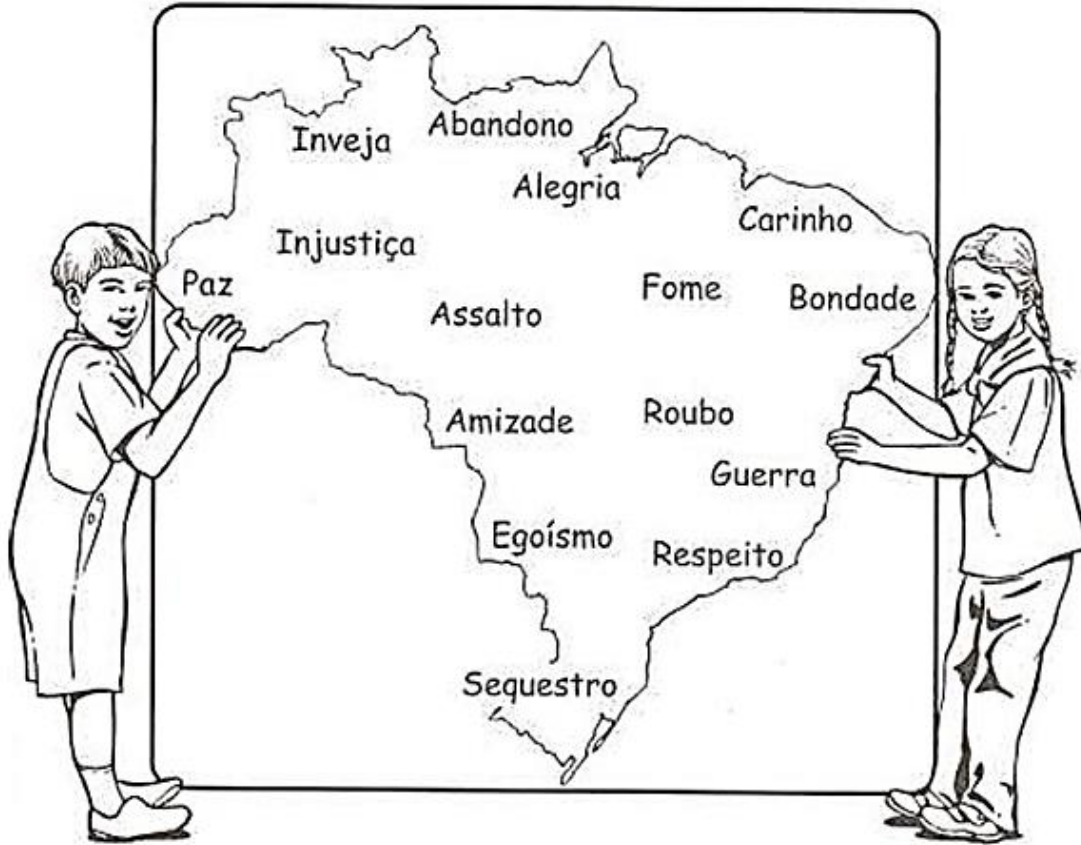 Abandono
Inveja
Alegria
Carinho
Injustiça
Paz
Fome
Bondade
Assalto
Amizade
Roubo
Guerra
Egoísmo
Respeito
Sequestro